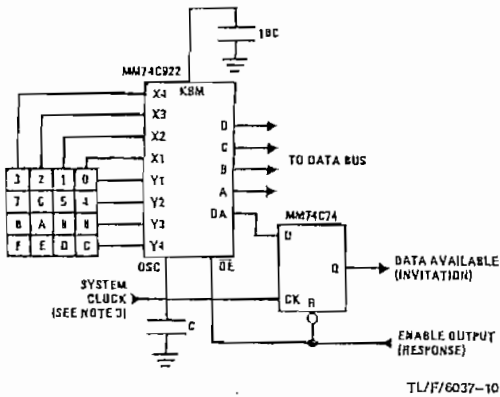 10C
MM74C922
KBM
X4
X3
X2
X1
Y1
Y2
Y3
Y4
D
C
B
A
DA
OSC
OE
TO DATA BUS
3 2 1 0
7 6 5 4
B A 9 8
F E D C
MM74C74
D
Q
CK
R
DATA AVAILABLE
(INVITATION)
SYSTEM
CLOCK
(SEE NOTE 3)
C
ENABLE OUTPUT
(RESPONSE)
TL/F/6037-10